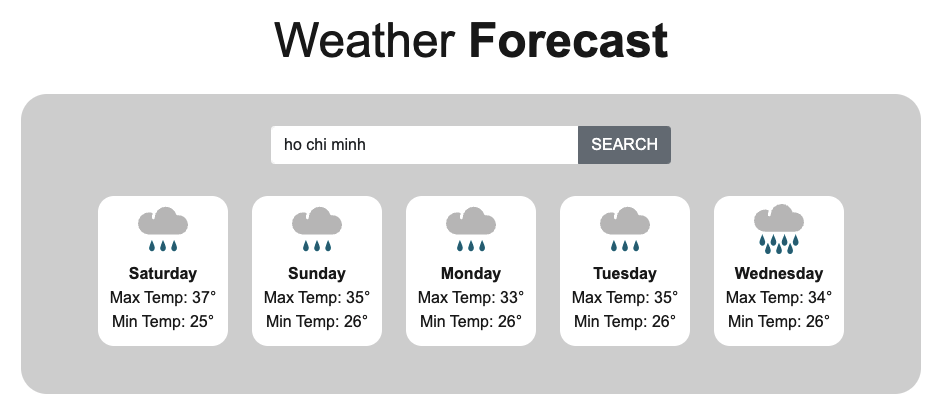 Weather Forecast
ho chi minh SEARCH
Saturday Sunday Monday Tuesday Wednesday
Max Temp: 37° Max Temp: 35° Max Temp: 33° Max Temp: 35° Max Temp: 34°
Min Temp: 25° Min Temp: 26° Min Temp: 26° Min Temp: 26° Min Temp: 26°